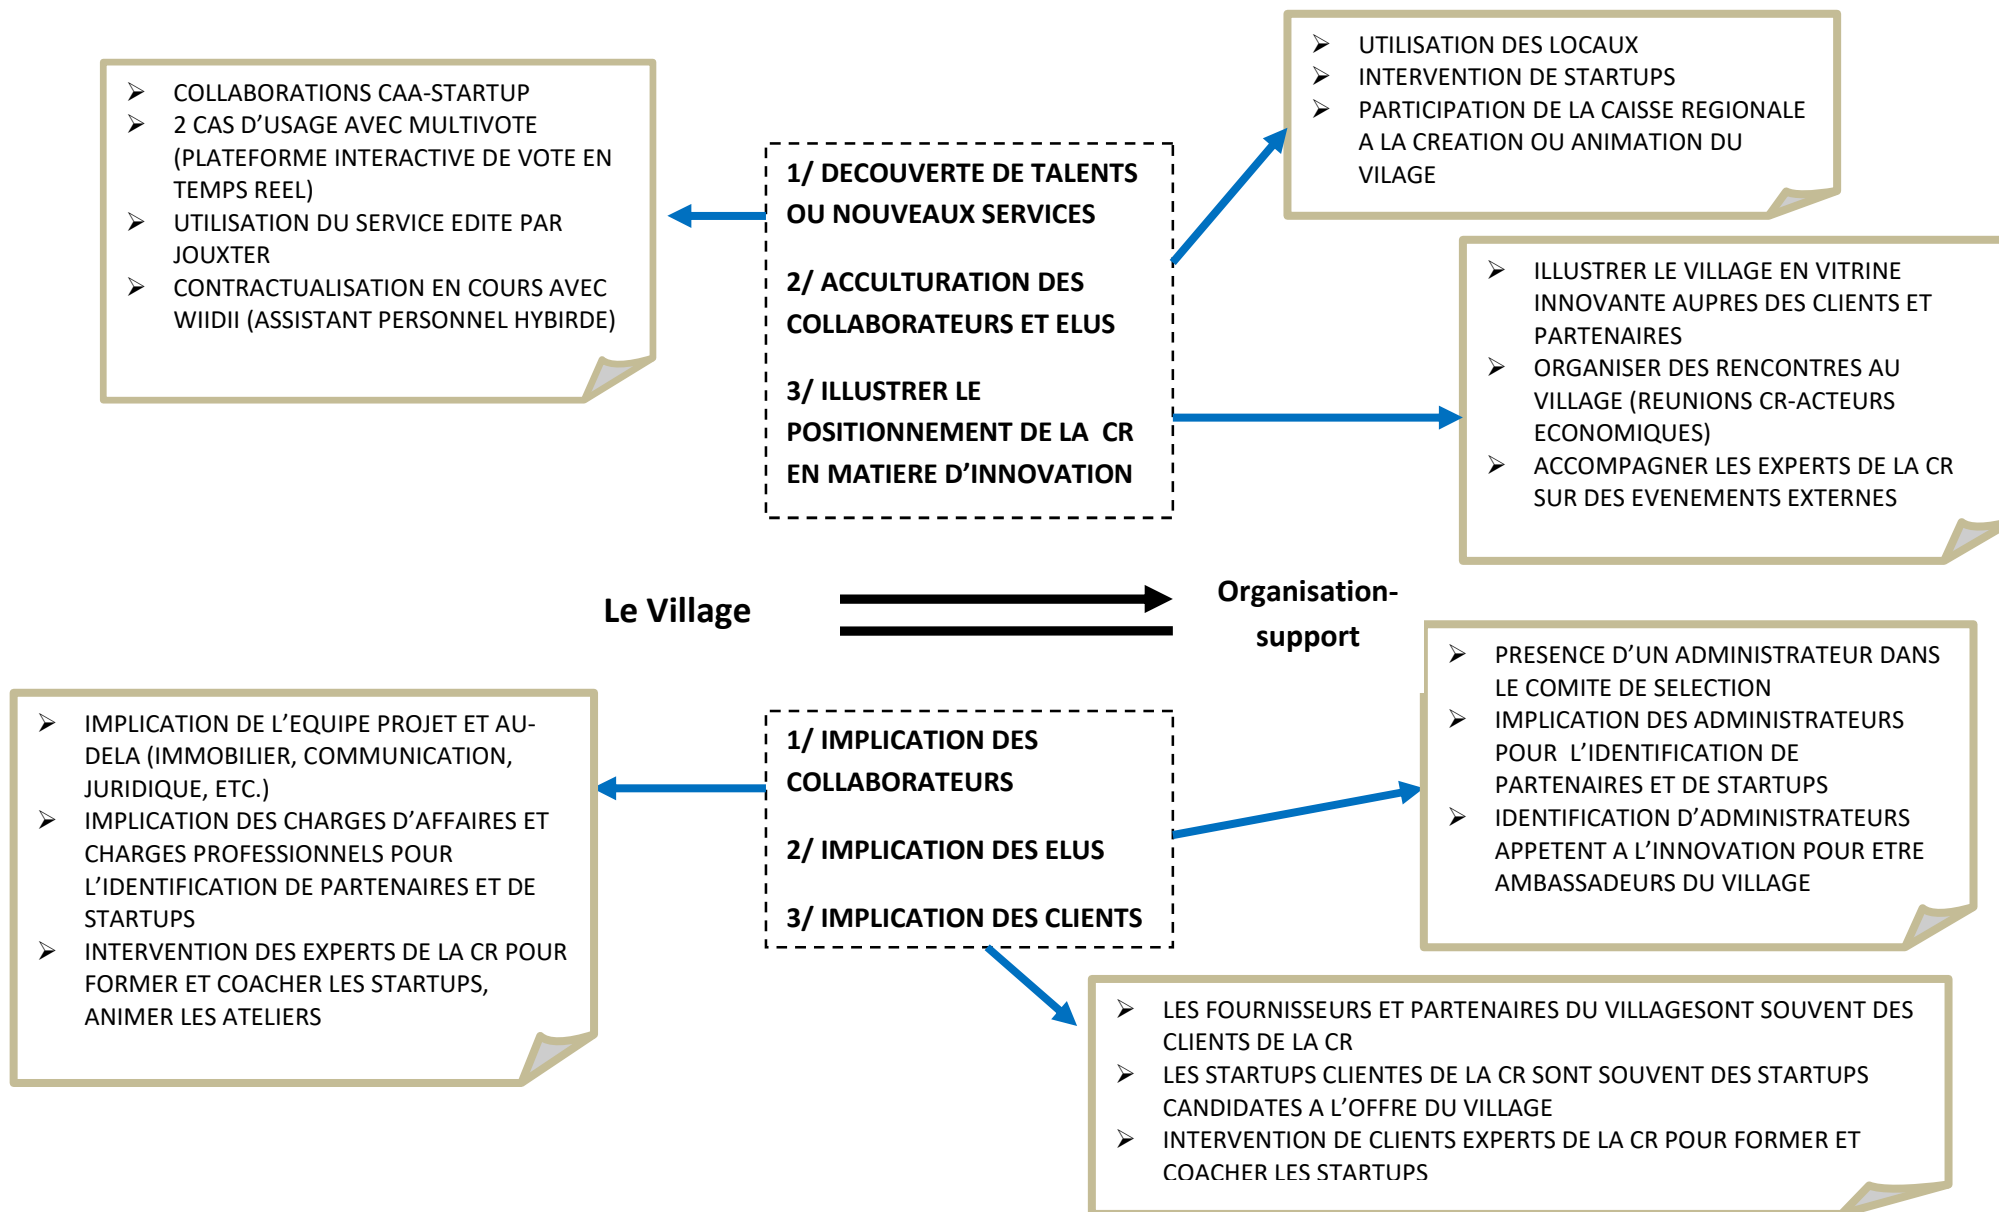 ➢ COLLABORATIONS CAA-STARTUP
➢ 2 CAS D’USAGE AVEC MULTIVOTE
(PLATEFORME INTERACTIVE DE VOTE EN
TEMPS REEL)
➢ UTILISATION DU SERVICE EDITE PAR
JOUXTER
➢ CONTRACTUALISATION EN COURS AVEC
WIIDII (ASSISTANT PERSONNEL HYBIRDE)
1/ DECOUVERTE DE TALENTS
OU NOUVEAUX SERVICES
2/ ACCULTURATION DES
COLLABORATEURS ET ELUS
3/ ILLUSTRER LE
POSITIONNEMENT DE LA CR
EN MATIERE D’INNOVATION
➢ UTILISATION DES LOCAUX
➢ INTERVENTION DE STARTUPS
➢ PARTICIPATION DE LA CAISSE REGIONALE
A LA CREATION OU ANIMATION DU
VILAGE
➢ ILLUSTRER LE VILLAGE EN VITRINE
INNOVANTE AUPRES DES CLIENTS ET
PARTENAIRES
➢ ORGANISER DES RENCONTRES AU
VILLAGE (REUNIONS CR-ACTEURS
ECONOMIQUES)
➢ ACCOMPAGNER LES EXPERTS DE LA CR
SUR DES EVENEMENTS EXTERNES
Le Village
Organisation-
support
➢ IMPLICATION DE L’EQUIPE PROJET ET AU-
DELA (IMMOBILIER, COMMUNICATION,
JURIDIQUE, ETC.)
➢ IMPLICATION DES CHARGES D’AFFAIRES ET
CHARGES PROFESSIONNELS POUR
L’IDENTIFICATION DE PARTENAIRES ET DE
STARTUPS
➢ INTERVENTION DES EXPERTS DE LA CR POUR
FORMER ET COACHER LES STARTUPS,
ANIMER LES ATELIERS
1/ IMPLICATION DES
COLLABORATEURS
2/ IMPLICATION DES ELUS
3/ IMPLICATION DES CLIENTS
➢ PRESENCE D’UN ADMINISTRATEUR DANS
LE COMITE DE SELECTION
➢ IMPLICATION DES ADMINISTRATEURS
POUR L’IDENTIFICATION DE
PARTENAIRES ET DE STARTUPS
➢ IDENTIFICATION D’ADMINISTRATEURS
APPETENT A L’INNOVATION POUR ETRE
AMBASSADEURS DU VILLAGE
➢ LES FOURNISSEURS ET PARTENAIRES DU VILLAGESONT SOUVENT DES
CLIENTS DE LA CR
➢ LES STARTUPS CLIENTES DE LA CR SONT SOUVENT DES STARTUPS
CANDIDATES A L’OFFRE DU VILLAGE
➢ INTERVENTION DE CLIENTS EXPERTS DE LA CR POUR FORMER ET
COACHER LES STARTUPS